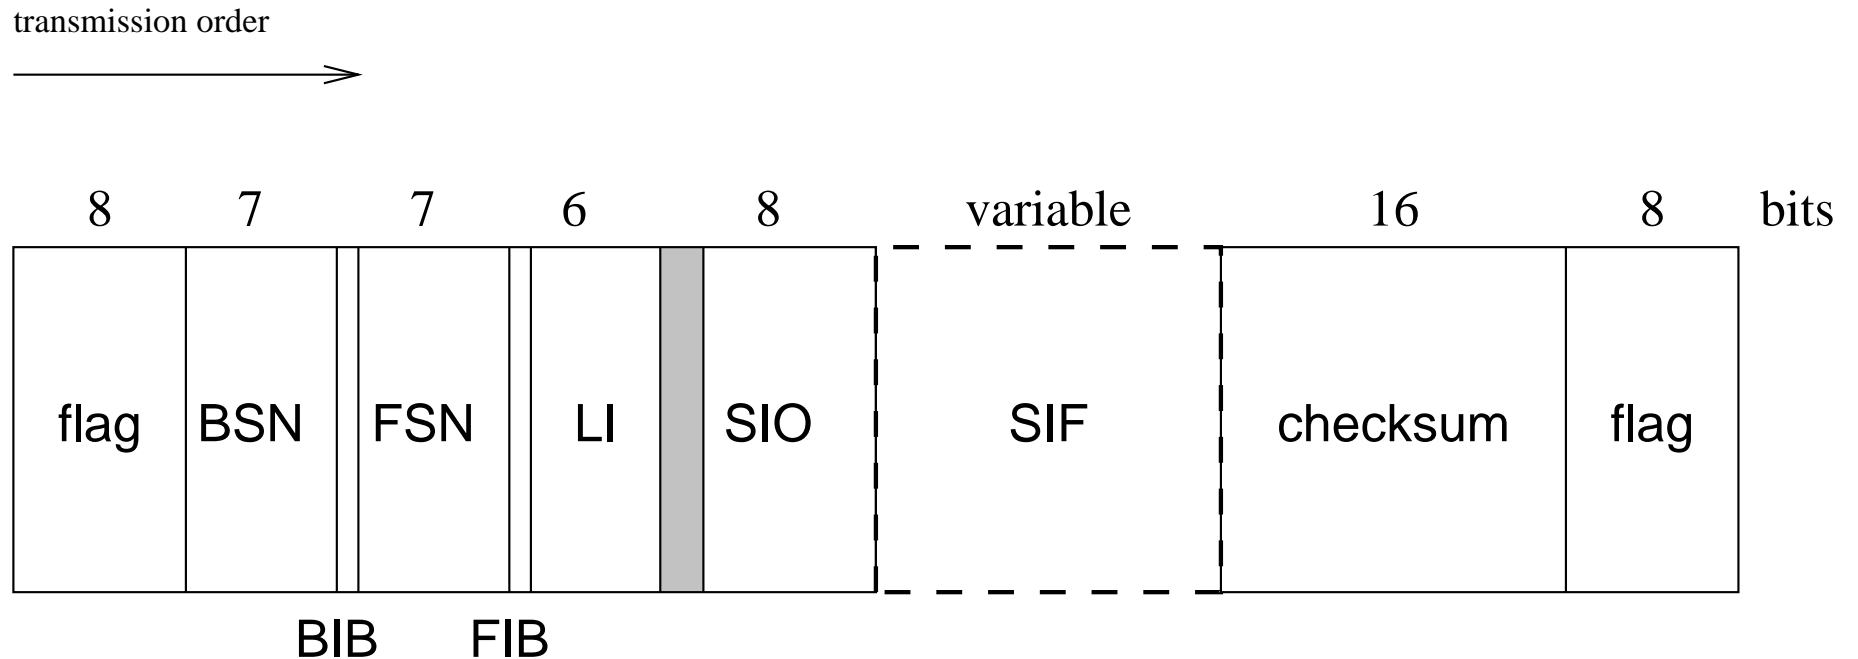 transmission order
8 7 7 6 8 variable 16 8 bits
flag BSN FSN LI SIO SIF checksum flag
BIB FIB